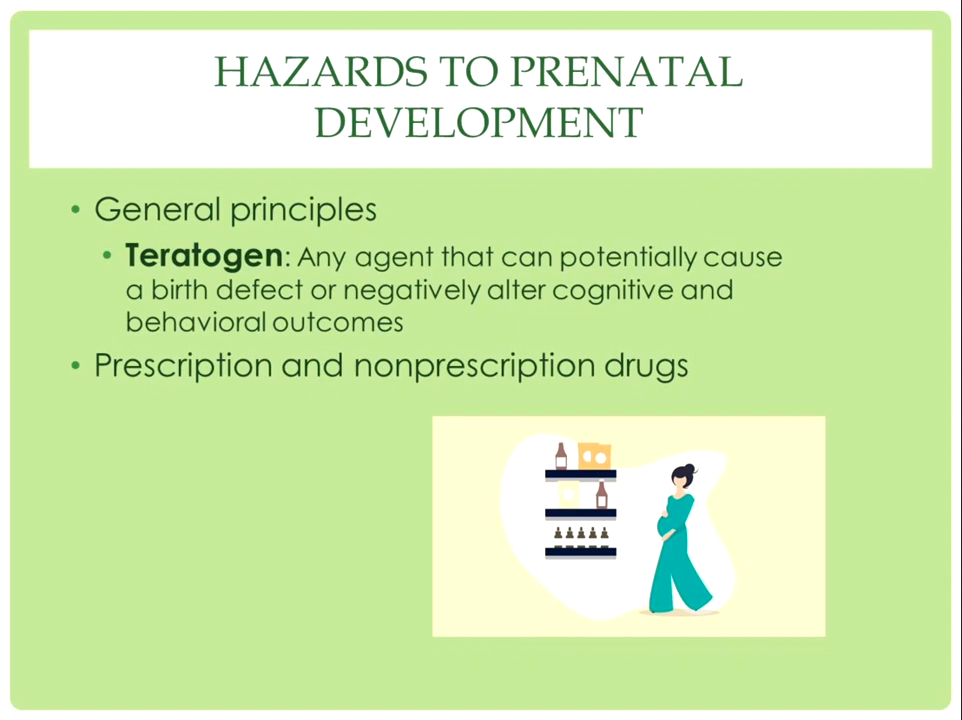 HAZARDS TO PRENATAL
DEVELOPMENT
• General principles
• Teratogen: Any agent that can potentially cause
a birth defect or negatively alter cognitive and
behavioral outcomes
• Prescription and nonprescription drugs